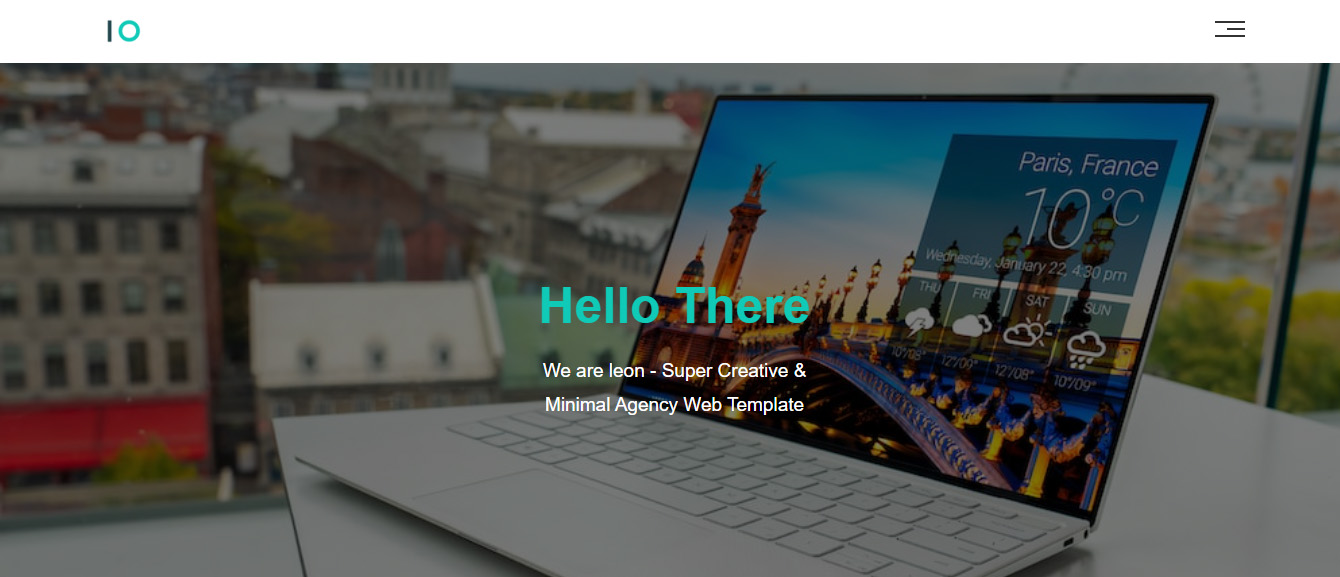 IO
Paris, France
10°C
Wednesday, January 22, 4:30 pm
THU FRI SAT SUN
10°/08° 12°/09° 12°/08° 10°/09°
Hello There
We are leon - Super Creative &
Minimal Agency Web Template